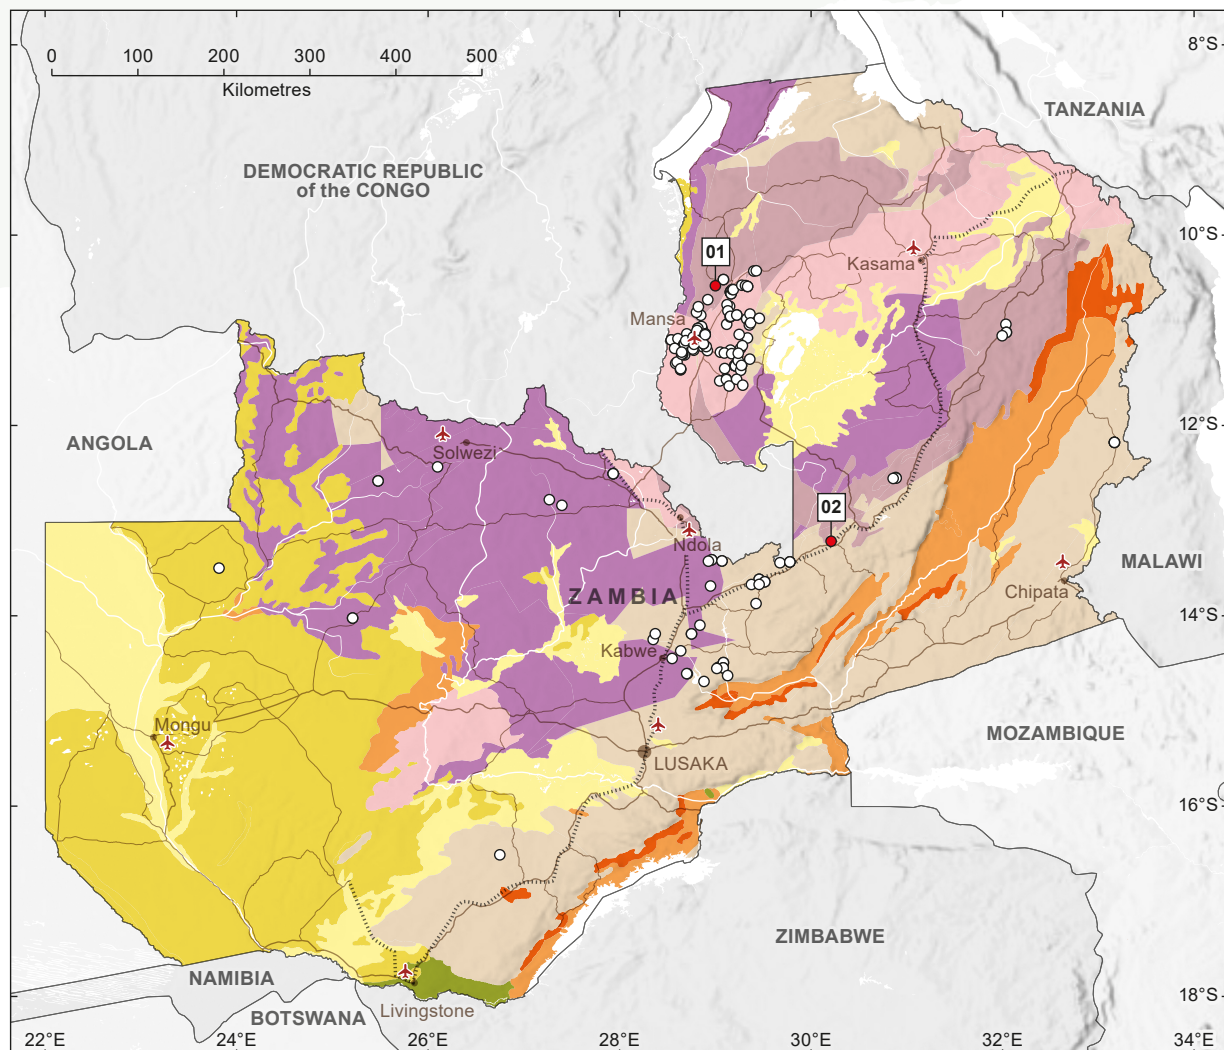 0 100 200 300 400 500
Kilometres
8°S
TANZANIA
DEMOCRATIC REPUBLIC
of the CONGO
10°S
01
Kasama
Mansa
12°S
ANGOLA
Solwezi
02
Ndola
MALAWI
ZAMBIA
Chipata
14°S
Kabwe
Mongu
MOZAMBIQUE
LUSAKA
16°S
ZIMBABWE
NAMIBIA
18°S
Livingstone
BOTSWANA
22°E 24°E 26°E 28°E 30°E 32°E 34°E